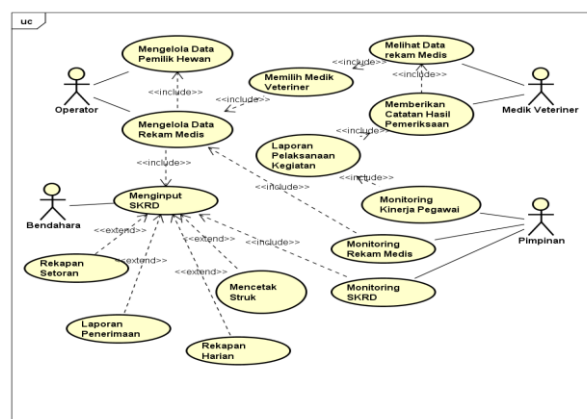 uc
Mengelola Data
Pemilik Hewan
Melihat Data
rekam Medis
<<include>>
Memilih Medik
Veteriner
<<include>>
<<include>>
<<include>>
Operator
Medik Veteriner
Mengelola Data
Rekam Medis
Memberikan
Catatan Hasil
Pemeriksaan
<<include>>
Laporan
Pelaksanaan
Kegiatan
<<include>>
<<include>>
<<include>>
Menginput
SKRD
Monitoring
Kinerja Pegawai
Bendahara
Pimpinan
<<extend>>
<<extend>>
<<include>>
Monitoring
Rekam Medis
Rekapan
Setoran
<<extend>>
<<extend>>
<<extend>>
Mencetak
Struk
Monitoring
SKRD
Laporan
Penerimaan
Rekapan
Harian